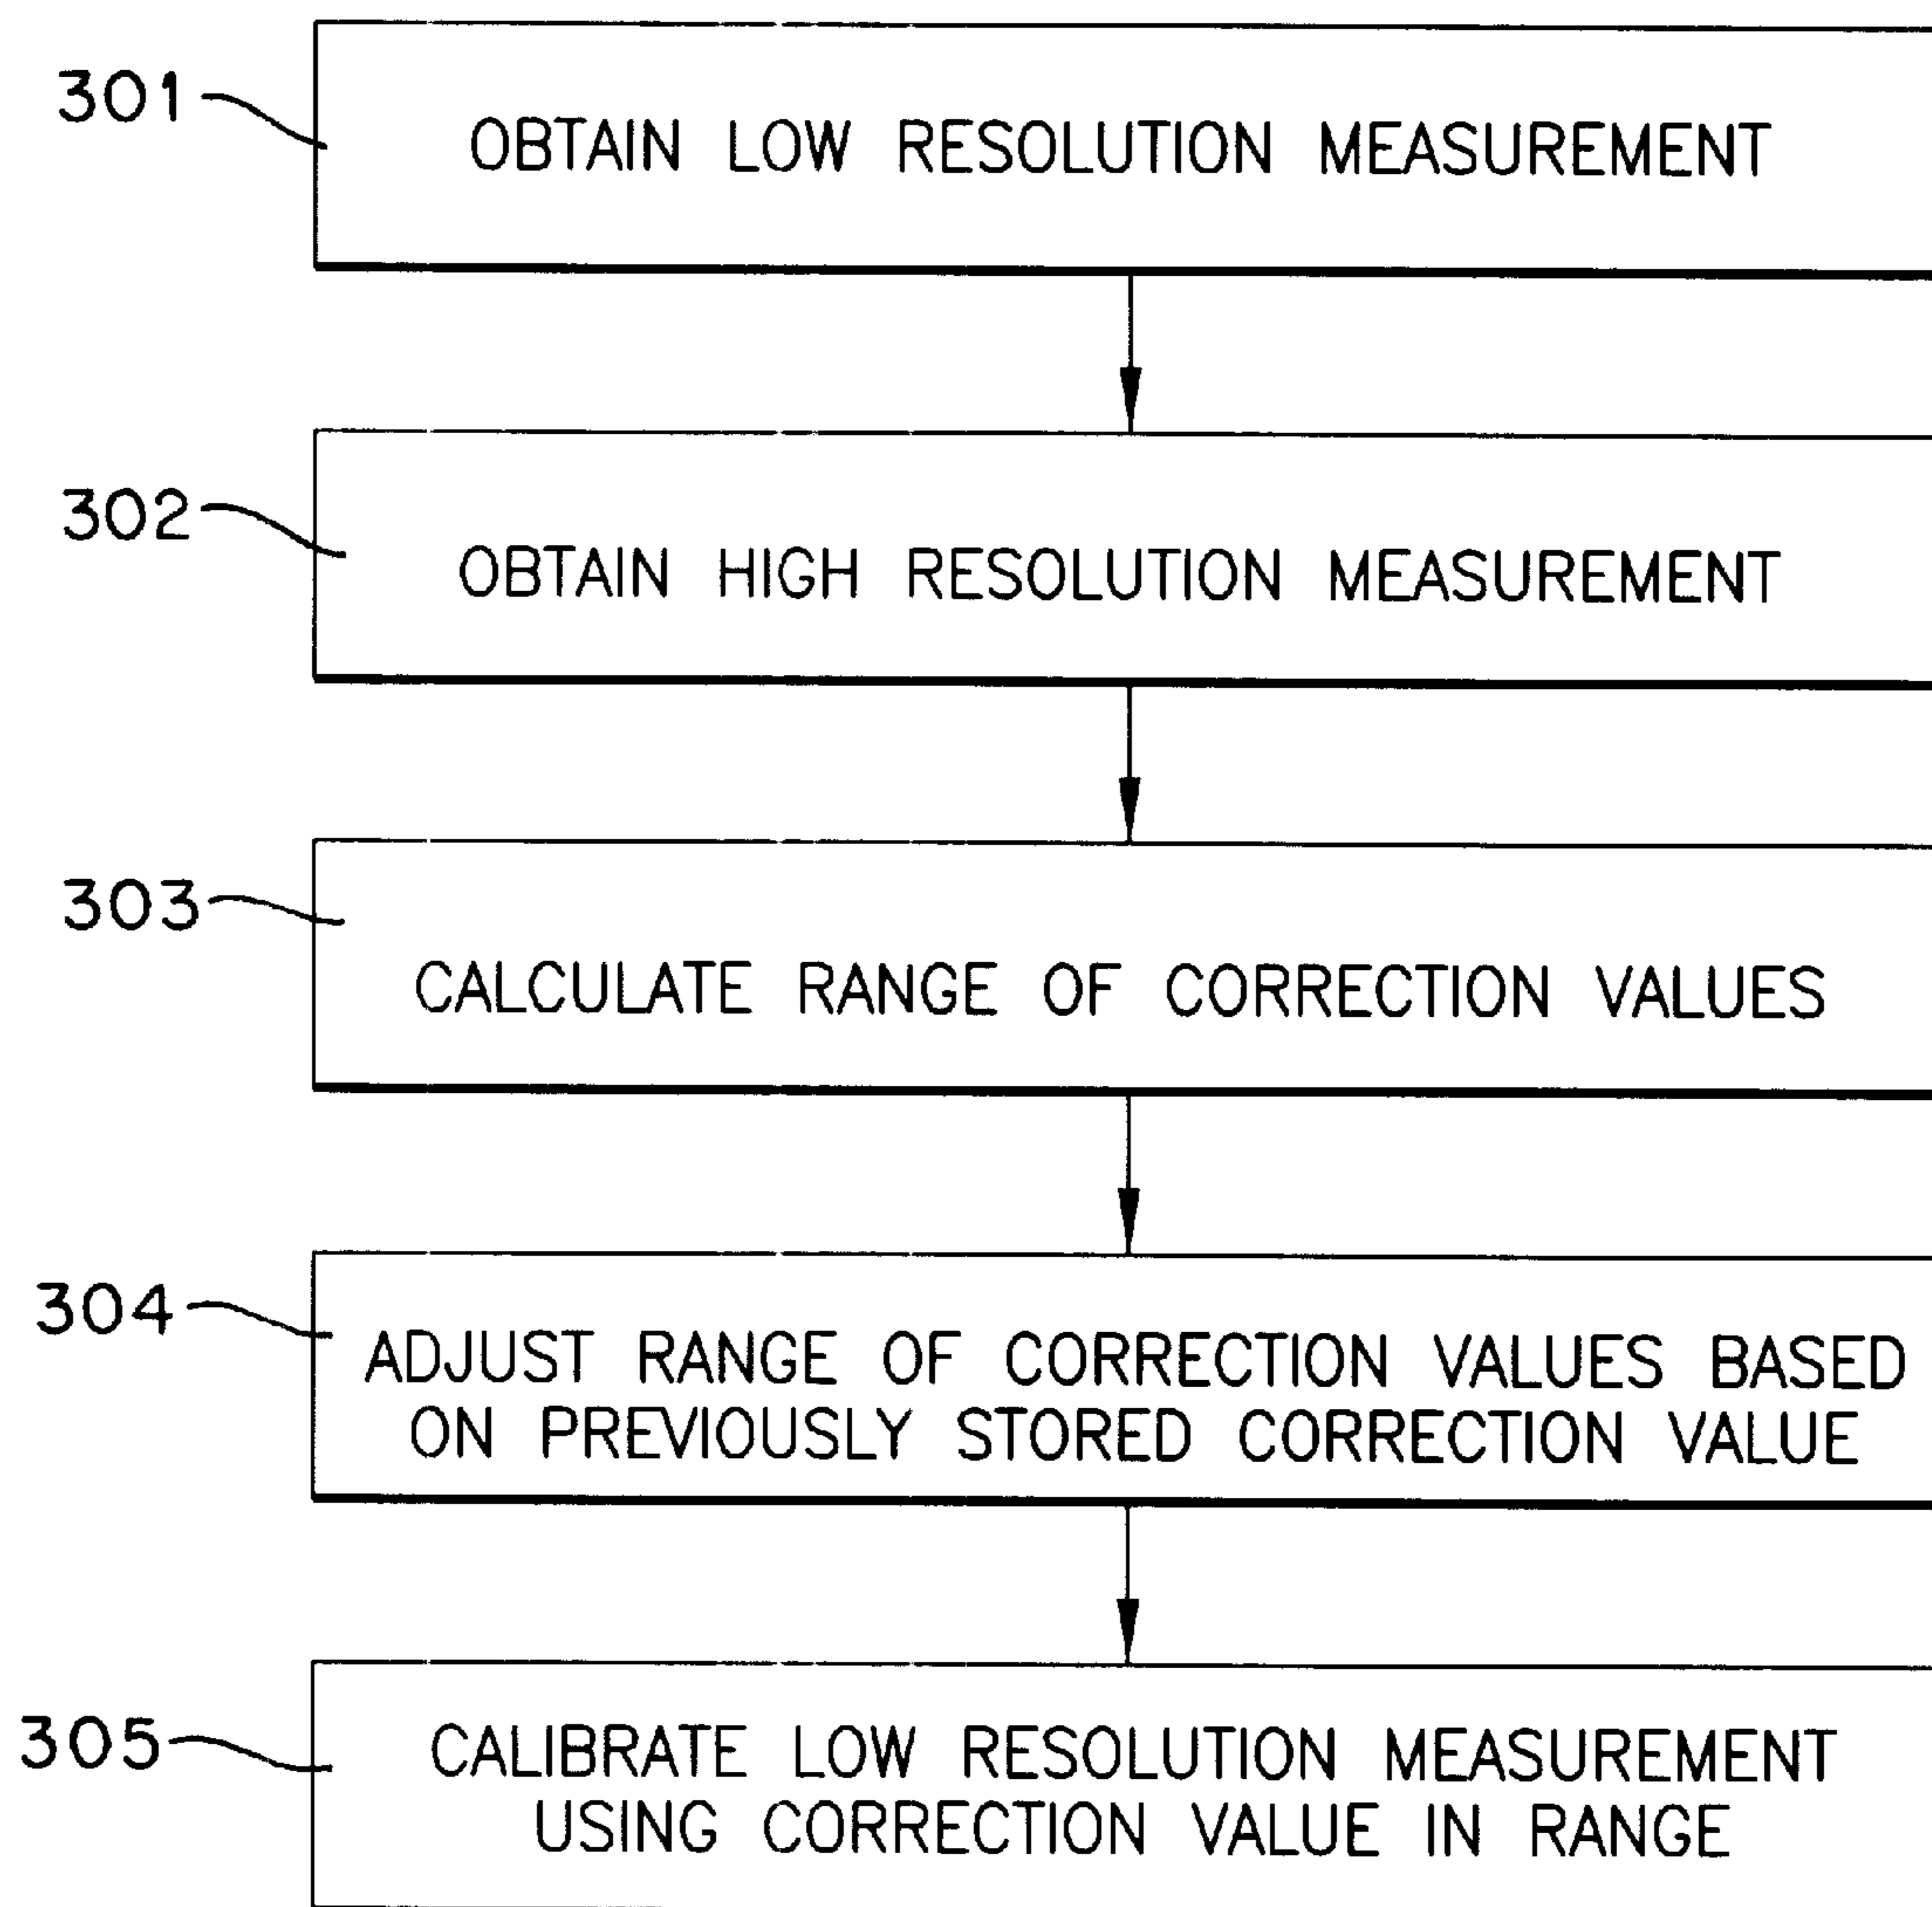 301
OBTAIN LOW RESOLUTION MEASUREMENT
302
OBTAIN HIGH RESOLUTION MEASUREMENT
303
CALCULATE RANGE OF CORRECTION VALUES
304
ADJUST RANGE OF CORRECTION VALUES BASED
ON PREVIOUSLY STORED CORRECTION VALUE
305
CALIBRATE LOW RESOLUTION MEASUREMENT
USING CORRECTION VALUE IN RANGE